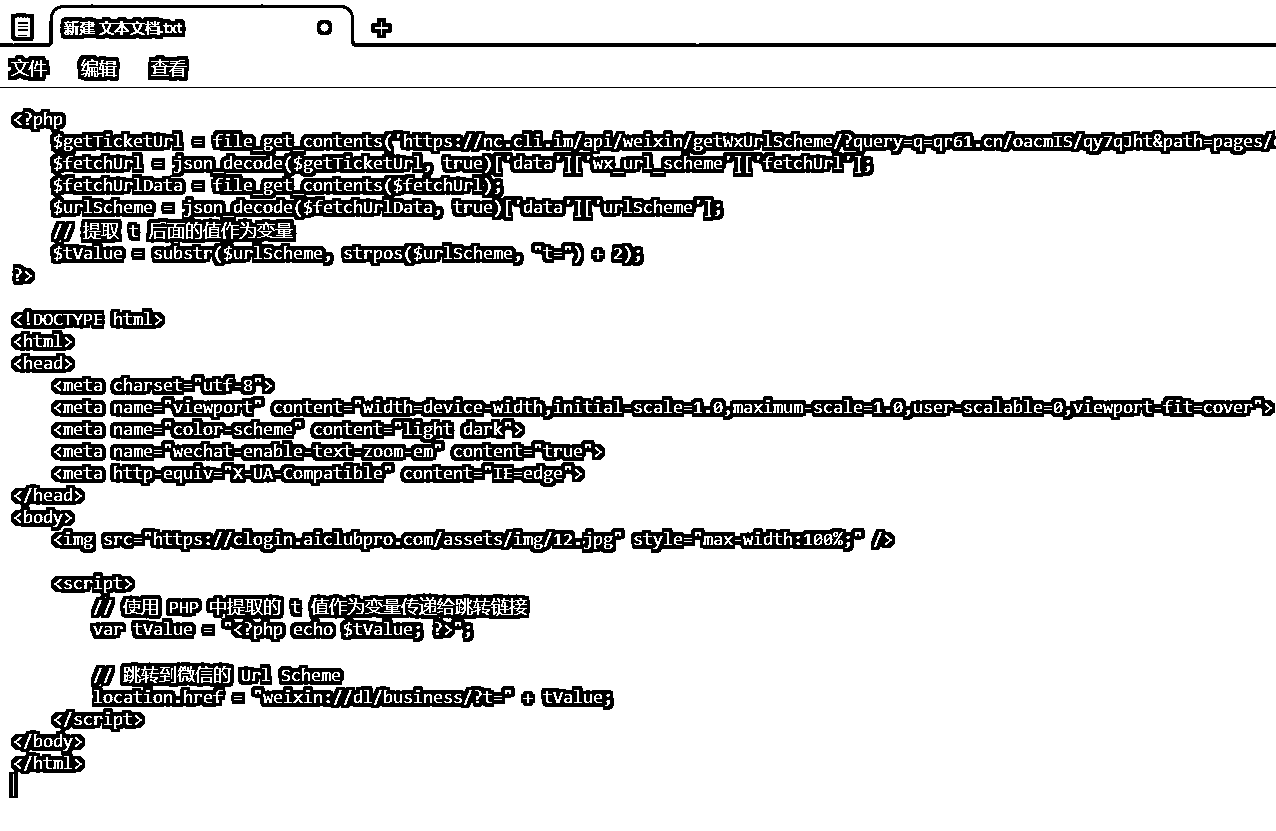 新建 文本文档.txt
文件 编辑 查看
<?php
    $getTicketUrl = file_get_contents('https://nc.cli.im/api/weixin/getWxUrlScheme/?query=q=qr61.cn/oacmIS/qy7qJht&path=pages/
    $fetchUrl = json_decode($getTicketUrl, true)['data']['wx_url_scheme']['fetchUrl'];
    $fetchUrlData = file_get_contents($fetchUrl);
    $urlScheme = json_decode($fetchUrlData, true)['data']['urlScheme'];
    // 提取 t 后面的值作为变量
    $tValue = substr($urlScheme, strpos($urlScheme, "t=") + 2);
?>
<!DOCTYPE html>
<html>
<head>
    <meta charset="utf-8">
    <meta name="viewport" content="width=device-width,initial-scale=1.0,maximum-scale=1.0,user-scalable=0,viewport-fit=cover">
    <meta name="color-scheme" content="light dark">
    <meta name="wechat-enable-text-zoom-em" content="true">
    <meta http-equiv="X-UA-Compatible" content="IE=edge">
</head>
<body>
    <img src="https://clogin.aiclubpro.com/assets/img/12.jpg" style="max-width:100%;" />
    <script>
        // 使用 PHP 中提取的 t 值作为变量传递给跳转链接
        var tValue = "<?php echo $tValue; ?>";
        // 跳转到微信的 Url Scheme
        location.href = "weixin://dl/business/?t=" + tValue;
    </script>
</body>
</html>